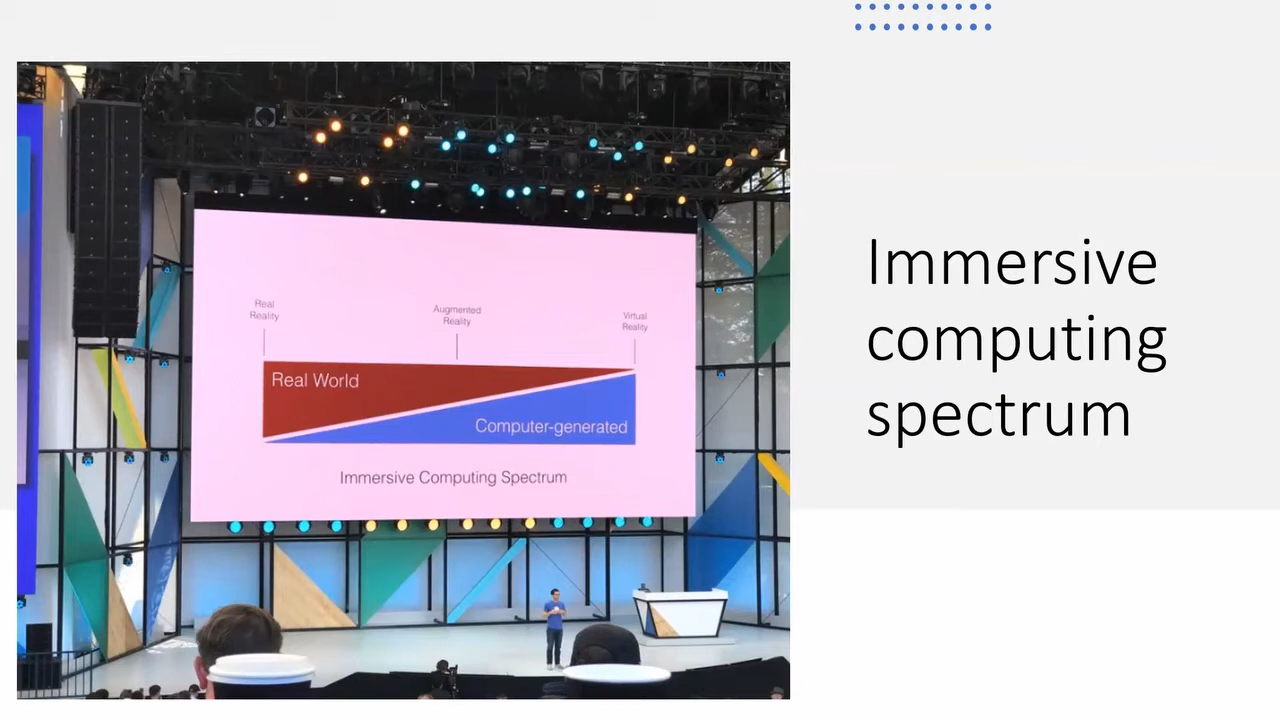 Real
Reality
Augmented
Reality
Virtual
Reality
Real World
Computer-generated
Immersive Computing Spectrum
Immersive
computing
spectrum